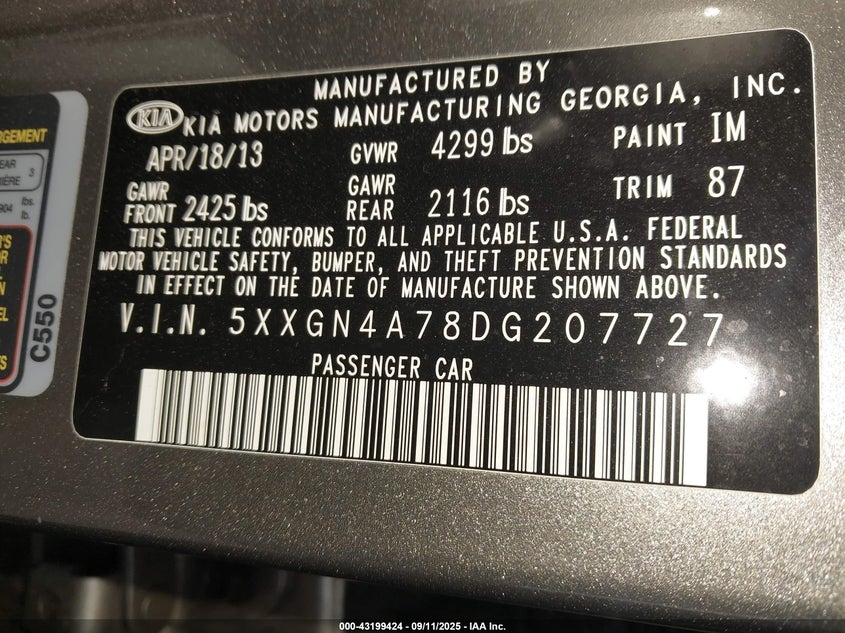 MANUFACTURED BY
KIA KIA MOTORS MANUFACTURING GEORGIA, INC.
APR/18/13 GVWR 4299 lbs PAINT IM
GAWR FRONT 2425 lbs GAWR REAR 2116 lbs TRIM 87
THIS VEHICLE CONFORMS TO ALL APPLICABLE U.S.A. FEDERAL
MOTOR VEHICLE SAFETY, BUMPER, AND THEFT PREVENTION STANDARDS
IN EFFECT ON THE DATE OF MANUFACTURE SHOWN ABOVE.
V.I.N. 5XXGN4A78DG207727
PASSENGER CAR
3
lbs.
lb.
C550
000-43199424 - 09/11/2025 - IAA Inc.